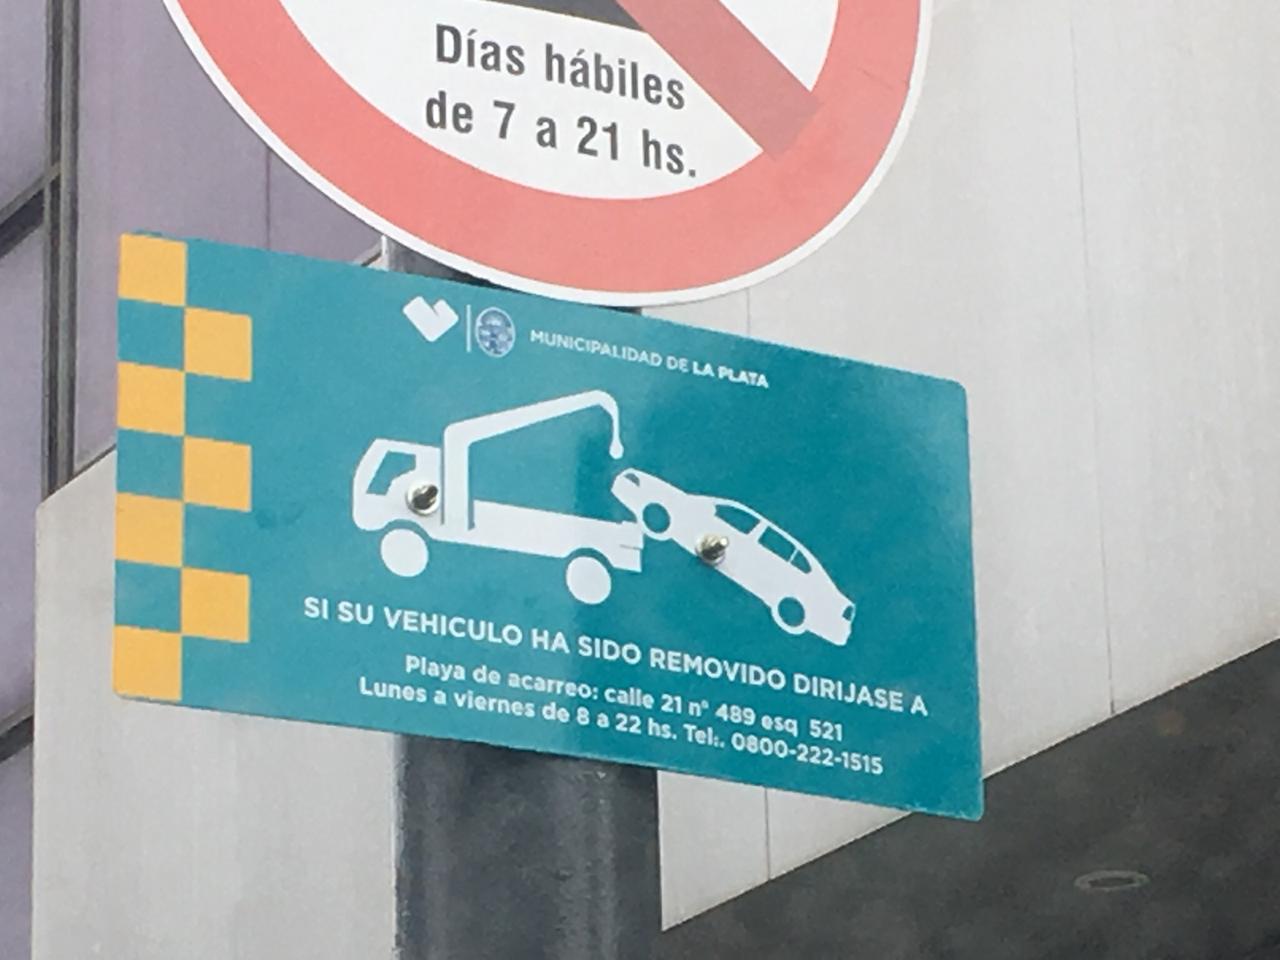 Días hábiles
de 7 a 21 hs.
MUNICIPALIDAD DE LA PLATA
SI SU VEHICULO HA SIDO REMOVIDO DIRIJASE A
Playa de acarreo: calle 21 n° 489 esq 521
Lunes a viernes de 8 a 22 hs. Tel:. 0800-222-1515